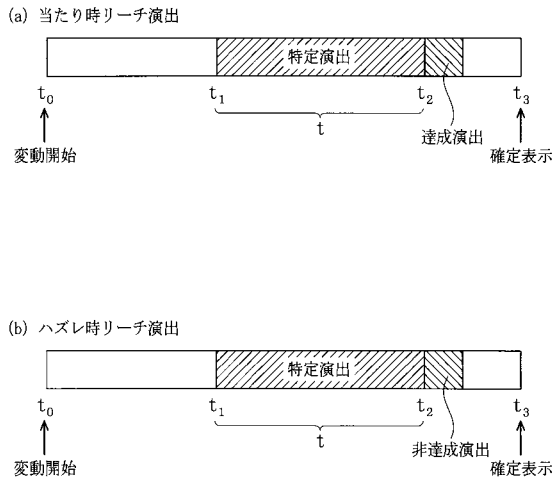 (a) 当たり時リーチ演出
特定演出
t0 t1 t2 t3
t
達成演出
変動開始 確定表示
(b) ハズレ時リーチ演出
特定演出
t0 t1 t2 t3
t
非達成演出
変動開始 確定表示